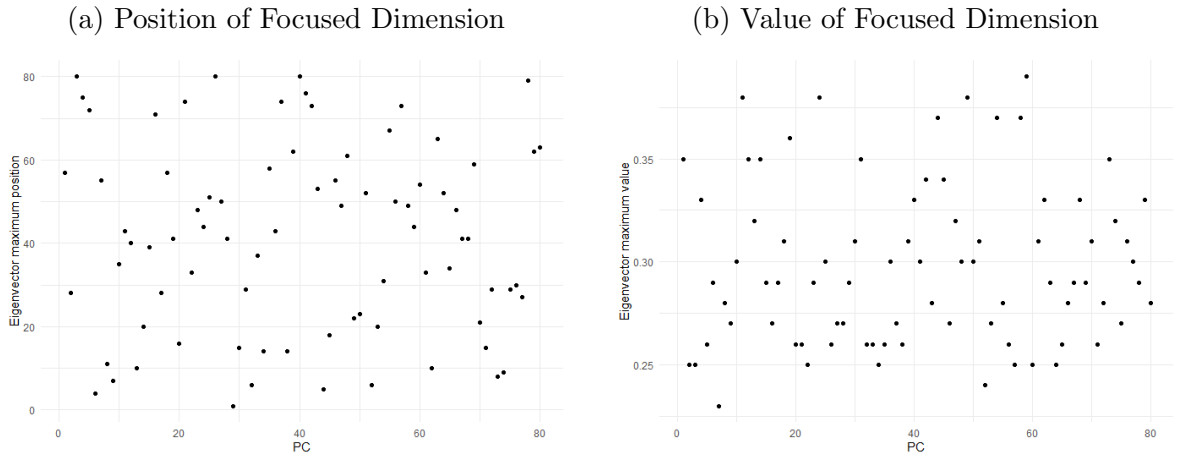 (a) Position of Focused Dimension
Eigenvector maximum position
80
60
40
20
0
0 20 40 60 80
PC
(b) Value of Focused Dimension
Eigenvector maximum value
0.35
0.30
0.25
0 20 40 60 80
PC